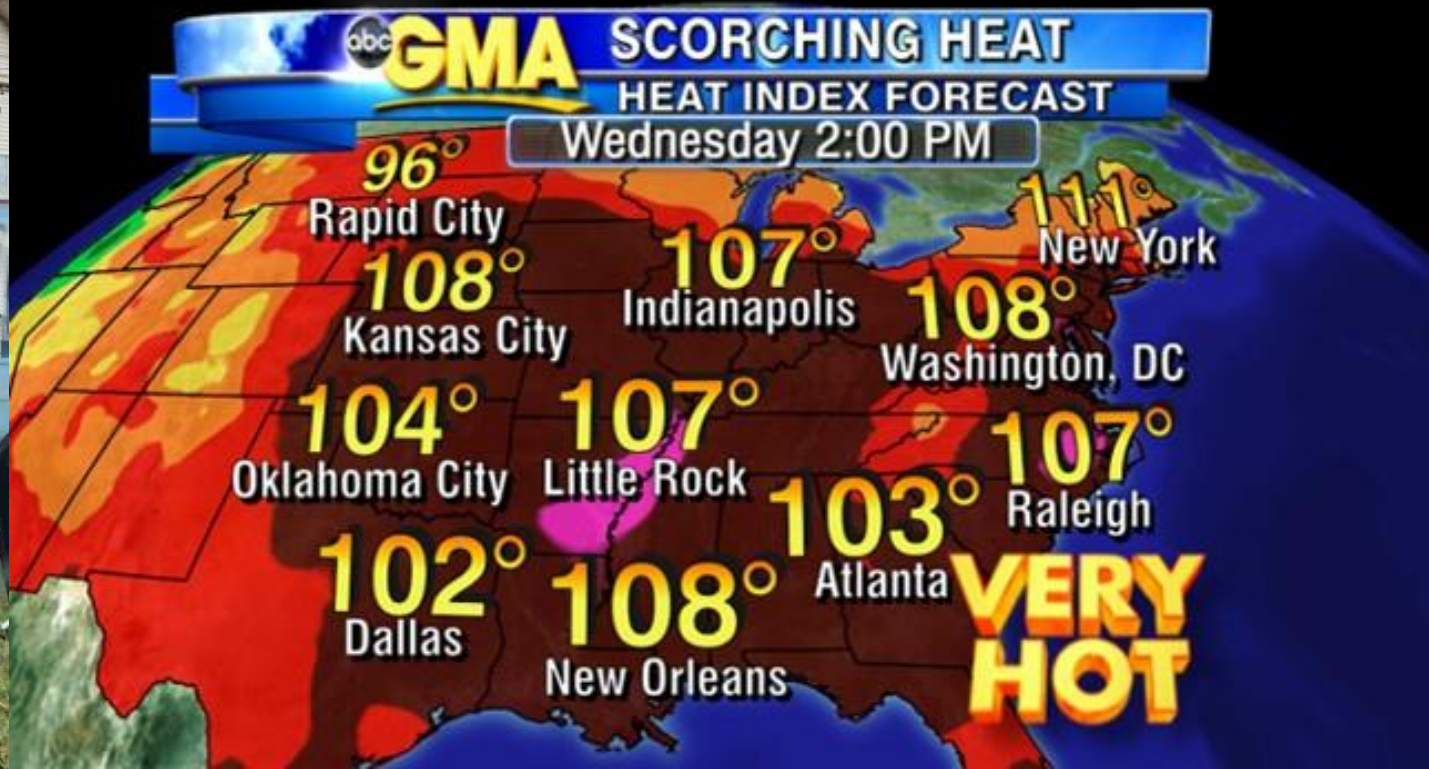 abc GMA SCORCHING HEAT
HEAT INDEX FORECAST
Wednesday 2:00 PM
96°
Rapid City
111°
New York
108°
Kansas City
107°
Indianapolis
108°
Washington, DC
104°
Oklahoma City
107°
Little Rock
107°
Raleigh
103°
Atlanta
102°
Dallas
108°
New Orleans
VERY
HOT